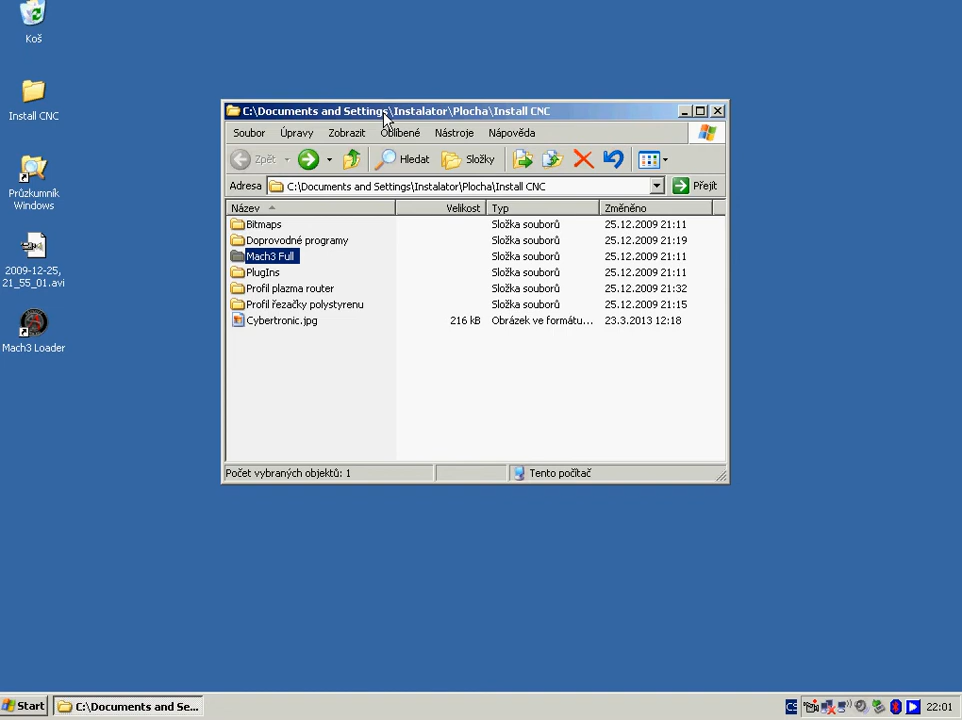 Koš
Install CNC
Průzkumník
Windows
2009-12-25,
21_55_01.avi
Mach3 Loader
C:\Documents and Settings\Instalator\Plocha\Install CNC
Soubor Úpravy Zobrazit Oblíbené Nástroje Nápověda
Zpět Hledat Složky
Adresa C:\Documents and Settings\Instalator\Plocha\Install CNC Přejít
Název Velikost Typ Změněno
Bitmaps Složka souborů 25.12.2009 21:11
Doprovodné programy Složka souborů 25.12.2009 21:19
Mach3 Full Složka souborů 25.12.2009 21:11
PlugIns Složka souborů 25.12.2009 21:11
Profil plazma router Složka souborů 25.12.2009 21:32
Profil řezačky polystyrenu Složka souborů 25.12.2009 21:15
Cybertronic.jpg 216 kB Obrázek ve formátu... 23.3.2013 12:18
Počet vybraných objektů: 1 Tento počítač
Start C:\Documents and Se... CS 22:01